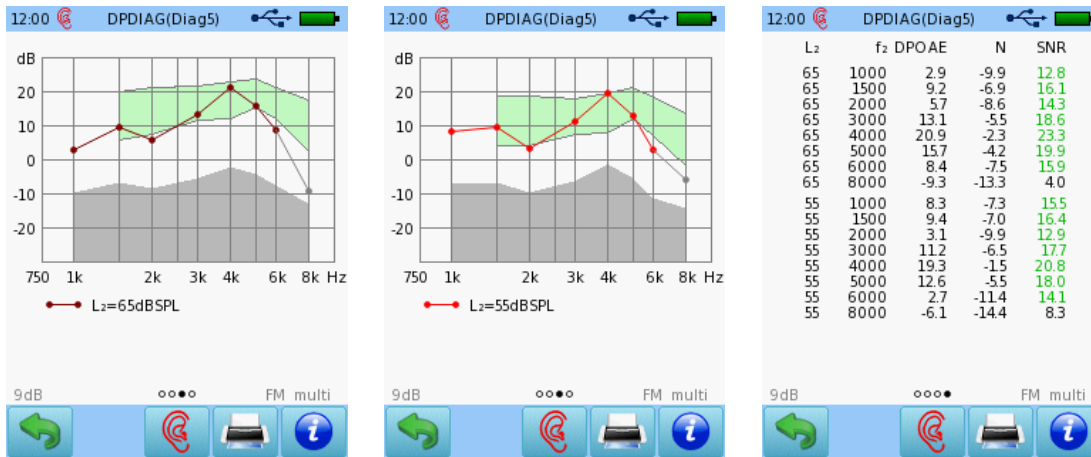 12:00 DPDIAG(Diag5)
dB
20
10
0
-10
-20
750 1k 2k 3k 4k 6k 8k Hz
L₂=65dBSPL
9dB FM multi
12:00 DPDIAG(Diag5)
dB
20
10
0
-10
-20
750 1k 2k 3k 4k 6k 8k Hz
L₂=55dBSPL
9dB FM multi
12:00 DPDIAG(Diag5)
L₂ f₂ DPOAE N SNR
65 1000 2.9 -9.9 12.8
65 1500 9.2 -6.9 16.1
65 2000 5.7 -8.6 14.3
65 3000 13.1 -5.5 18.6
65 4000 20.9 -2.3 23.3
65 5000 15.7 -4.2 19.9
65 6000 8.4 -7.5 15.9
65 8000 -9.3 -13.3 4.0
55 1000 8.3 -7.3 15.5
55 1500 9.4 -7.0 16.4
55 2000 3.1 -9.9 12.9
55 3000 11.2 -6.5 17.7
55 4000 19.3 -1.5 20.8
55 5000 12.6 -5.5 18.0
55 6000 2.7 -11.4 14.1
55 8000 -6.1 -14.4 8.3
9dB FM multi